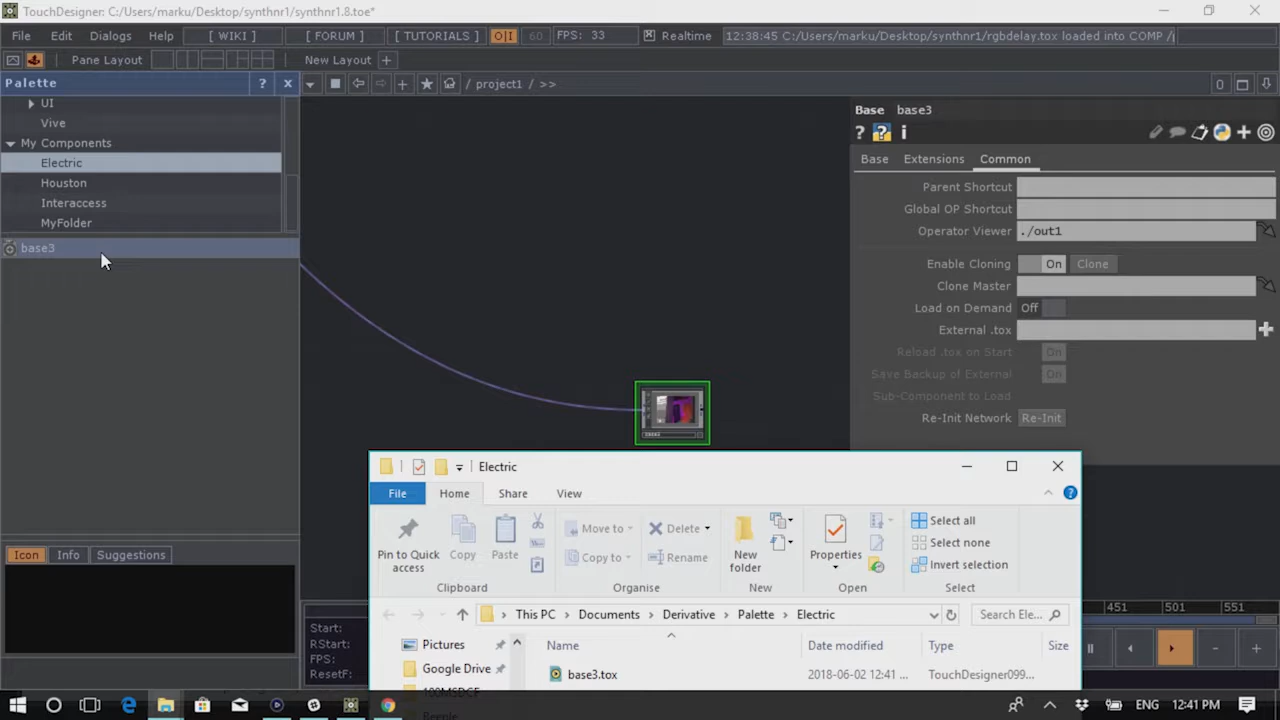 TouchDesigner: C:/Users/marku/Desktop/synthnr1/synthnr1.8.toe*
File Edit Dialogs Help [ WIKI ] [ FORUM ] [ TUTORIALS ] O|I 60 FPS: 33 Realtime 12:38:45 C:/Users/marku/Desktop/synthnr1/rgbdelay.tox loaded into COMP /
Pane Layout New Layout +
Palette ? x / project1 / >> 0
UI
Vive
My Components
Electric
Houston
Interaccess
MyFolder
base3
Icon Info Suggestions
Base base3
? ? i
Base Extensions Common
Parent Shortcut
Global OP Shortcut
Operator Viewer ./out1
Enable Cloning On Clone
Clone Master
Load on Demand Off
External .tox
Reload .tox on Start On
Save Backup of External On
Sub-Component to Load
Re-Init Network Re-Init
Start:
RStart:
FPS:
ResetF:
451 501 551
Electric
File Home Share View
Pin to Quick access Copy Paste
Move to Delete
Copy to Rename
New folder
Properties
Select all
Select none
Invert selection
Clipboard Organise New Open Select
This PC > Documents > Derivative > Palette > Electric Search Ele...
Pictures
Google Drive
100MSDCF
Name Date modified Type Size
base3.tox 2018-06-02 12:41 ... TouchDesigner099...
ENG 12:41 PM